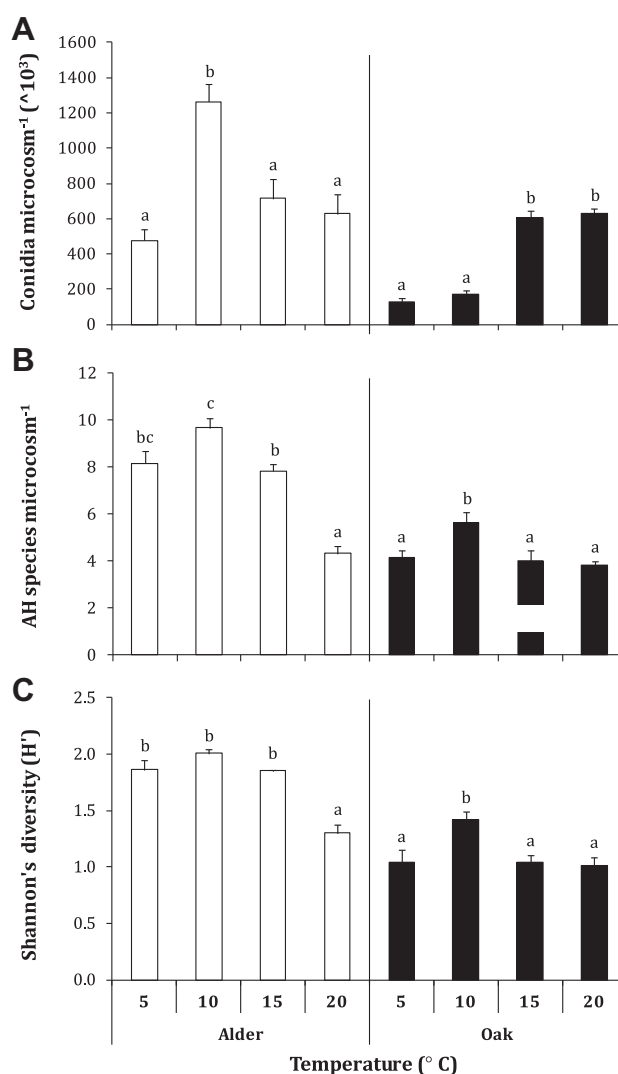 A
Conidia microcosm⁻¹ (^10³)
1600
1400
1200
1000
800
600
400
200
0
a
b
a
a
a
a
b
b
B
AH species microcosm⁻¹
12
10
8
6
4
2
0
bc
c
b
a
a
b
a
a
C
Shannon's diversity (H')
2.5
2.0
1.5
1.0
0.5
0.0
b
b
b
a
a
b
a
a
5 10 15 20 5 10 15 20
Alder Oak
Temperature (° C)